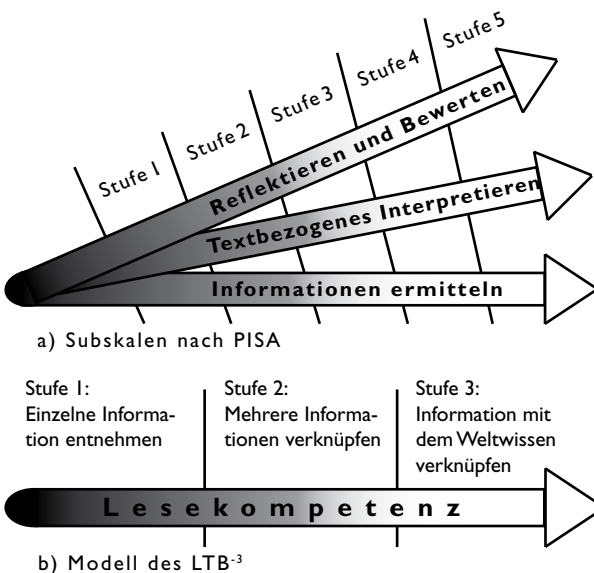 Stufe 1
Stufe 2
Stufe 3
Stufe 4
Stufe 5
Reflektieren und Bewerten
Textbezogenes Interpretieren
Informationen ermitteln
a) Subskalen nach PISA
Stufe 1:
Einzelne Informa-
tion entnehmen
Stufe 2:
Mehrere Informa-
tionen verknüpfen
Stufe 3:
Information mit
dem Weltwissen
verknüpfen
Lesekompetenz
b) Modell des LTB-3